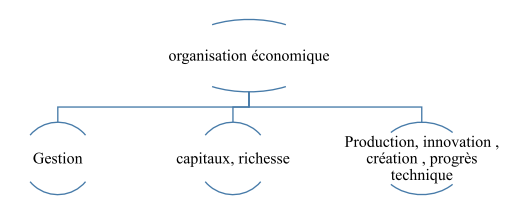 organisation économique
Gestion
capitaux, richesse
Production, innovation ,
création , progrès
technique